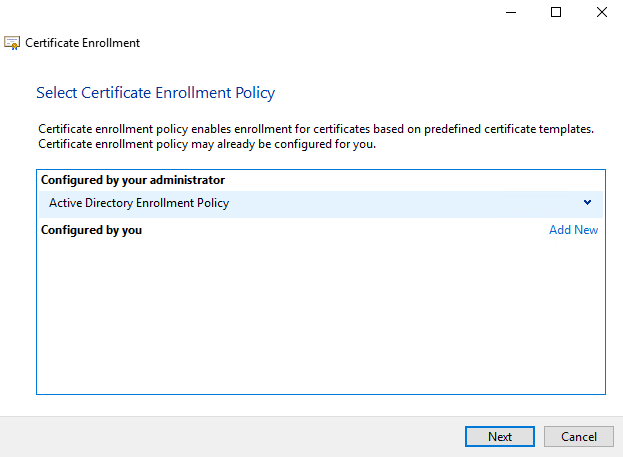 Certificate Enrollment
Select Certificate Enrollment Policy
Certificate enrollment policy enables enrollment for certificates based on predefined certificate templates.
Certificate enrollment policy may already be configured for you.
Configured by your administrator
Active Directory Enrollment Policy
Configured by you Add New
Next Cancel